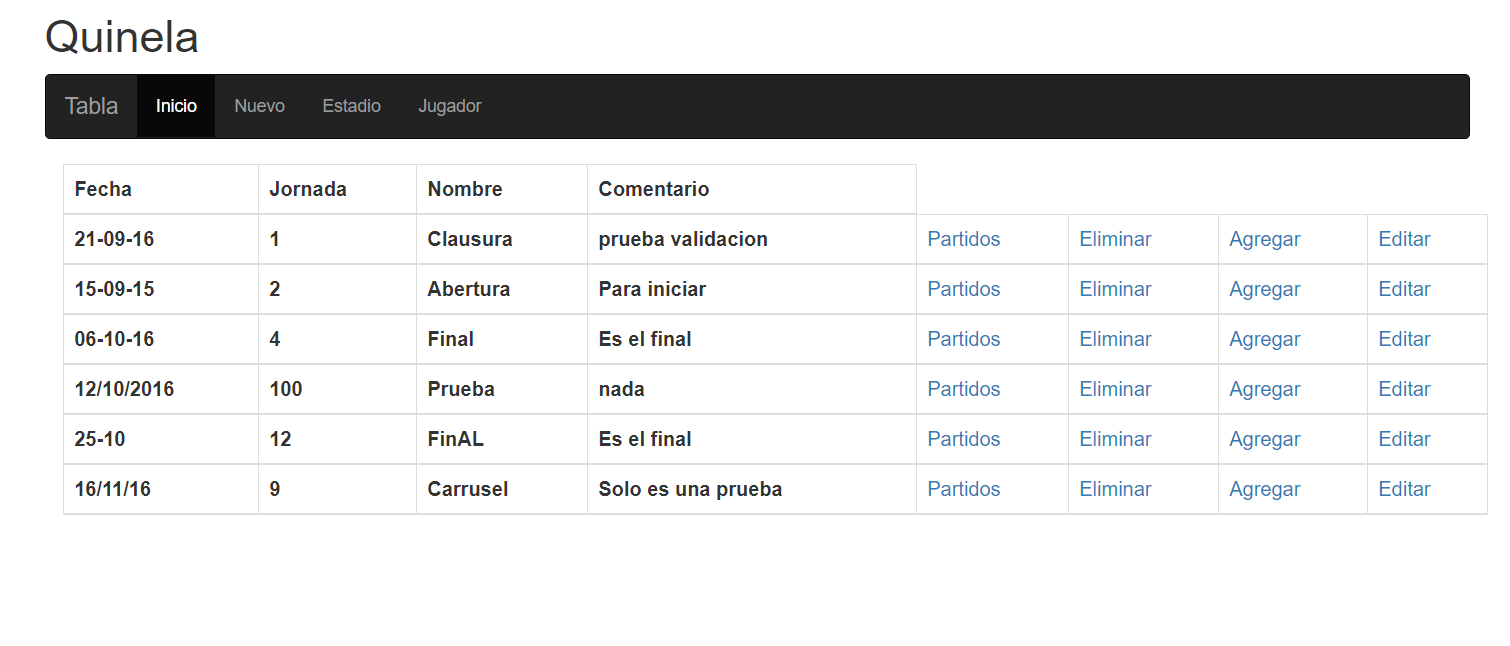 Quinela
Tabla Inicio Nuevo Estadio Jugador
Fecha Jornada Nombre Comentario
21-09-16 1 Clausura prueba validacion Partidos Eliminar Agregar Editar
15-09-15 2 Abertura Para iniciar Partidos Eliminar Agregar Editar
06-10-16 4 Final Es el final Partidos Eliminar Agregar Editar
12/10/2016 100 Prueba nada Partidos Eliminar Agregar Editar
25-10 12 FinAL Es el final Partidos Eliminar Agregar Editar
16/11/16 9 Carrusel Solo es una prueba Partidos Eliminar Agregar Editar